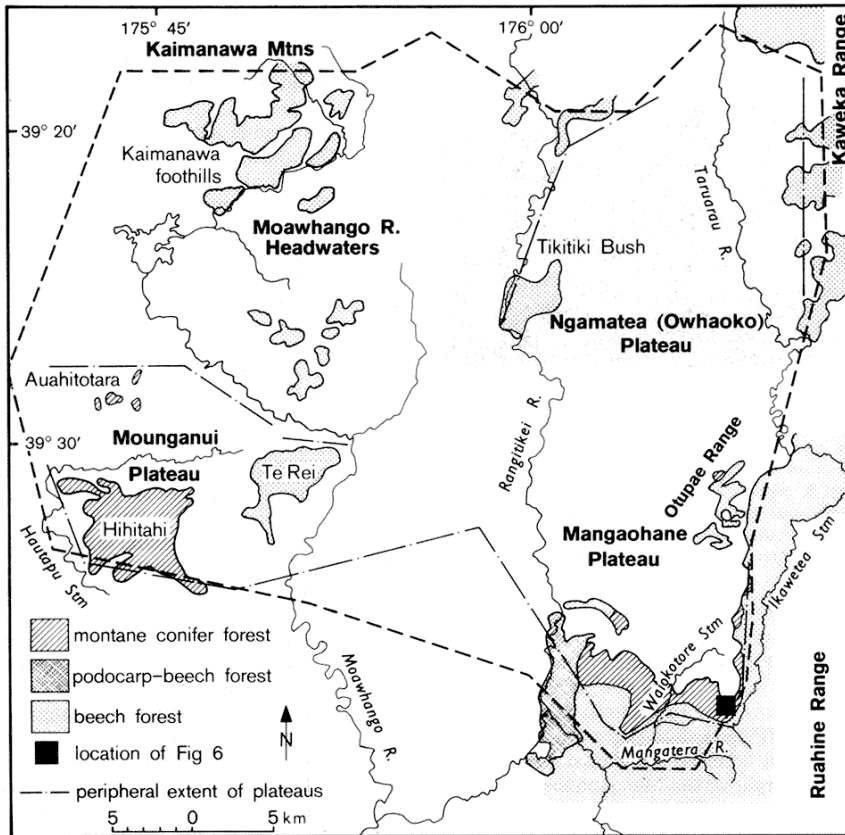 175° 45′
176° 00′
Kaimanawa Mtns
Kaweka Range
39° 20′
Kaimanawa
foothills
Taruarau R.
Moawhango R.
Headwaters
Tikitiki Bush
Ngamatea (Owhaoko)
Plateau
Auahitotara
Rangitikei R.
39° 30′
Mounganui
Plateau
Te Rei
Otupae Range
Hihitahi
Mangaohane
Plateau
Hautapu Stm
Ikawetea Stm
montane conifer forest
Waiokotore Stm
podocarp–beech forest
Moawhango R.
beech forest
Ruahine Range
location of Fig 6
N
Mangatera R.
peripheral extent of plateaus
5 0 5
km